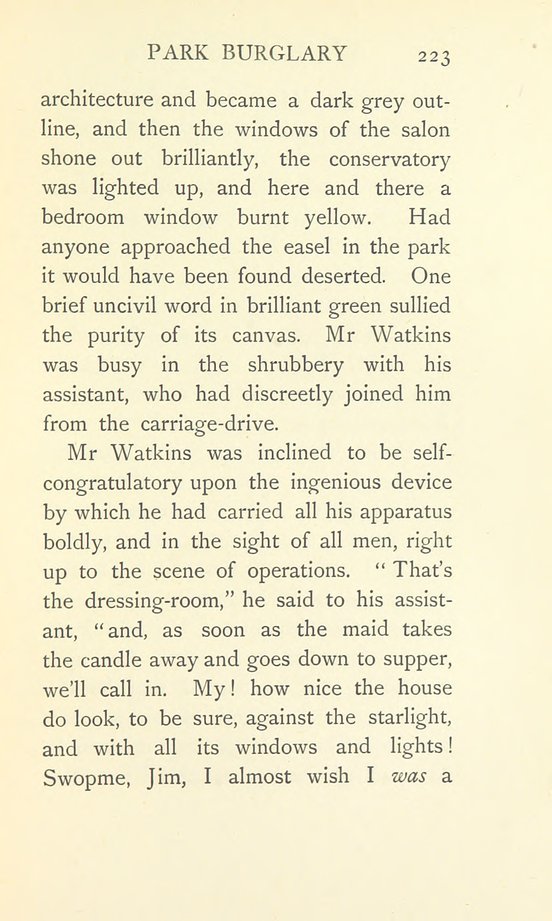 PARK BURGLARY 223
architecture and became a dark grey out-
line, and then the windows of the salon
shone out brilliantly, the conservatory
was lighted up, and here and there a
bedroom window burnt yellow. Had
anyone approached the easel in the park
it would have been found deserted. One
brief uncivil word in brilliant green sullied
the purity of its canvas. Mr Watkins
was busy in the shrubbery with his
assistant, who had discreetly joined him
from the carriage-drive.
Mr Watkins was inclined to be self-
congratulatory upon the ingenious device
by which he had carried all his apparatus
boldly, and in the sight of all men, right
up to the scene of operations. “ That’s
the dressing-room,” he said to his assist-
ant, “and, as soon as the maid takes
the candle away and goes down to supper,
we’ll call in. My! how nice the house
do look, to be sure, against the starlight,
and with all its windows and lights!
Swopme, Jim, I almost wish I was a